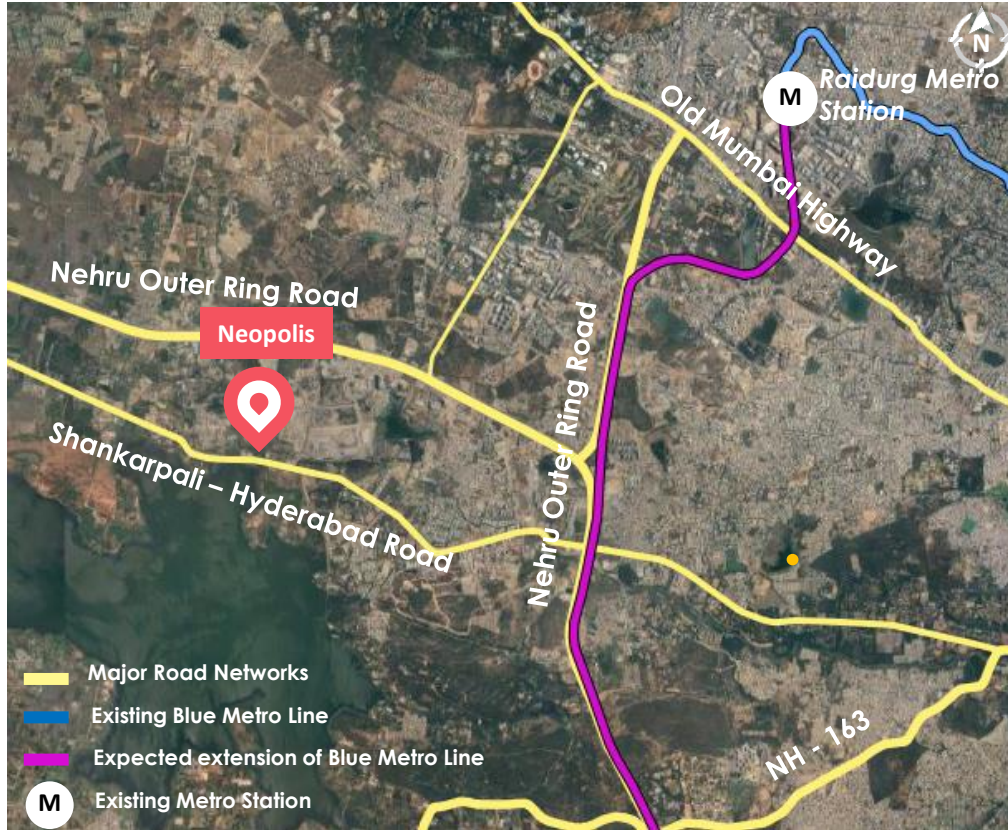 N
M
Raidurg Metro
Station
Old Mumbai Highway
Nehru Outer Ring Road
Neopolis
Nehru Outer Ring Road
Shankarpali – Hyderabad Road
NH - 163
Major Road Networks
Existing Blue Metro Line
Expected extension of Blue Metro Line
M
Existing Metro Station